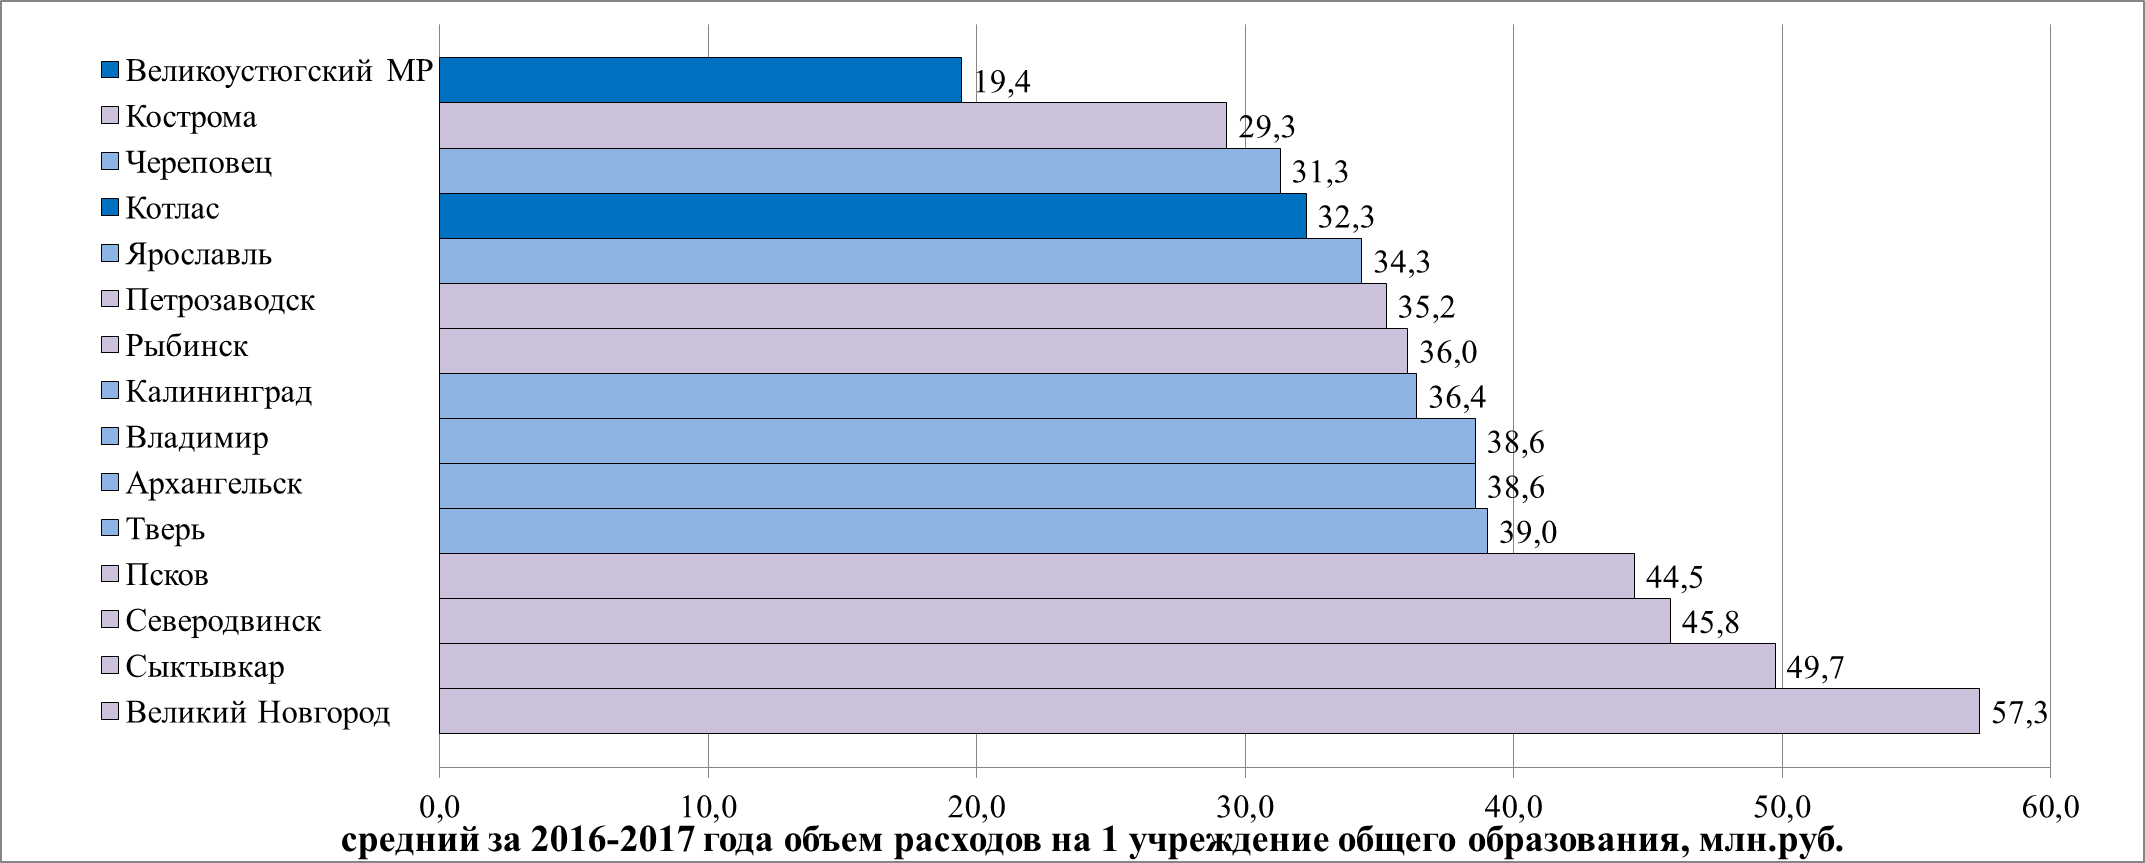 Великоустюгский МР 19,4
Кострома 29,3
Череповец 31,3
Котлас 32,3
Ярославль 34,3
Петрозаводск 35,2
Рыбинск 36,0
Калининград 36,4
Владимир 38,6
Архангельск 38,6
Тверь 39,0
Псков 44,5
Северодвинск 45,8
Сыктывкар 49,7
Великий Новгород 57,3
0,0 10,0 20,0 30,0 40,0 50,0 60,0
средний за 2016-2017 года объем расходов на 1 учреждение общего образования, млн.руб.